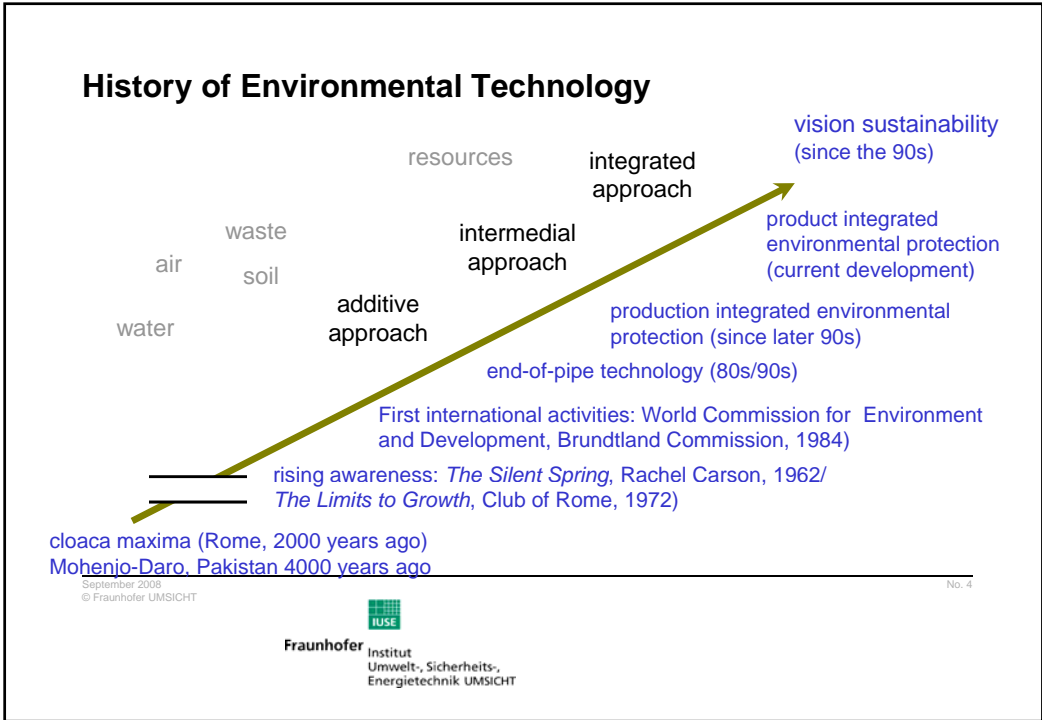 History of Environmental Technology
vision sustainability
(since the 90s)
resources
integrated
approach
product integrated
environmental protection
(current development)
waste
intermedial
approach
air
soil
additive
approach
water
production integrated environmental
protection (since later 90s)
end-of-pipe technology (80s/90s)
First international activities: World Commission for Environment
and Development, Brundtland Commission, 1984)
rising awareness: The Silent Spring, Rachel Carson, 1962/
The Limits to Growth, Club of Rome, 1972)
cloaca maxima (Rome, 2000 years ago)
Mohenjo-Daro, Pakistan 4000 years ago
September 2008
© Fraunhofer UMSICHT
No. 4
IUSE
Fraunhofer Institut
Umwelt-, Sicherheits-,
Energietechnik UMSICHT